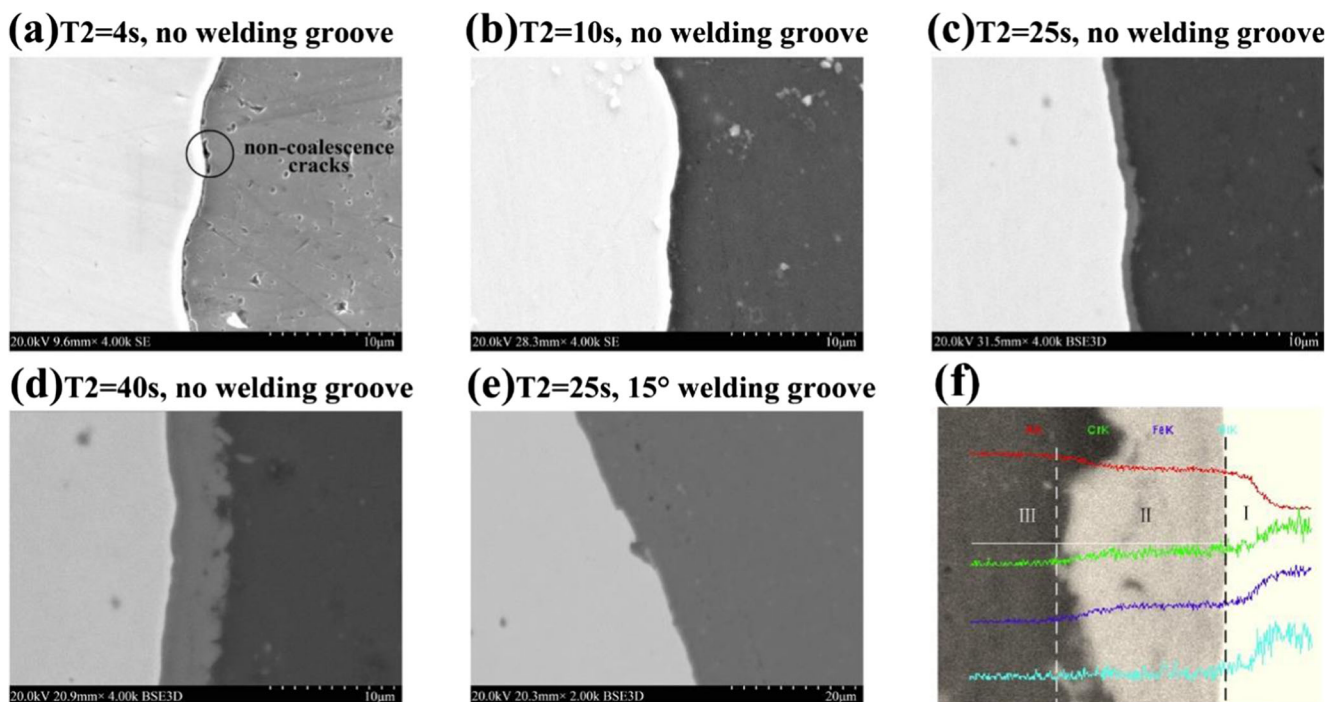 (a)T2=4s, no welding groove
(b)T2=10s, no welding groove
(c)T2=25s, no welding groove
non-coalescence
cracks
20.0kV 9.6mm× 4.00k SE 10μm
20.0kV 28.3mm× 4.00k SE 10μm
20.0kV 31.5mm× 4.00k BSE3D 10μm
(d)T2=40s, no welding groove
(e)T2=25s, 15° welding groove
(f)
CrK FeK
III II I
20.0kV 20.9mm× 4.00k BSE3D 10μm
20.0kV 20.3mm× 2.00k BSE3D 20μm